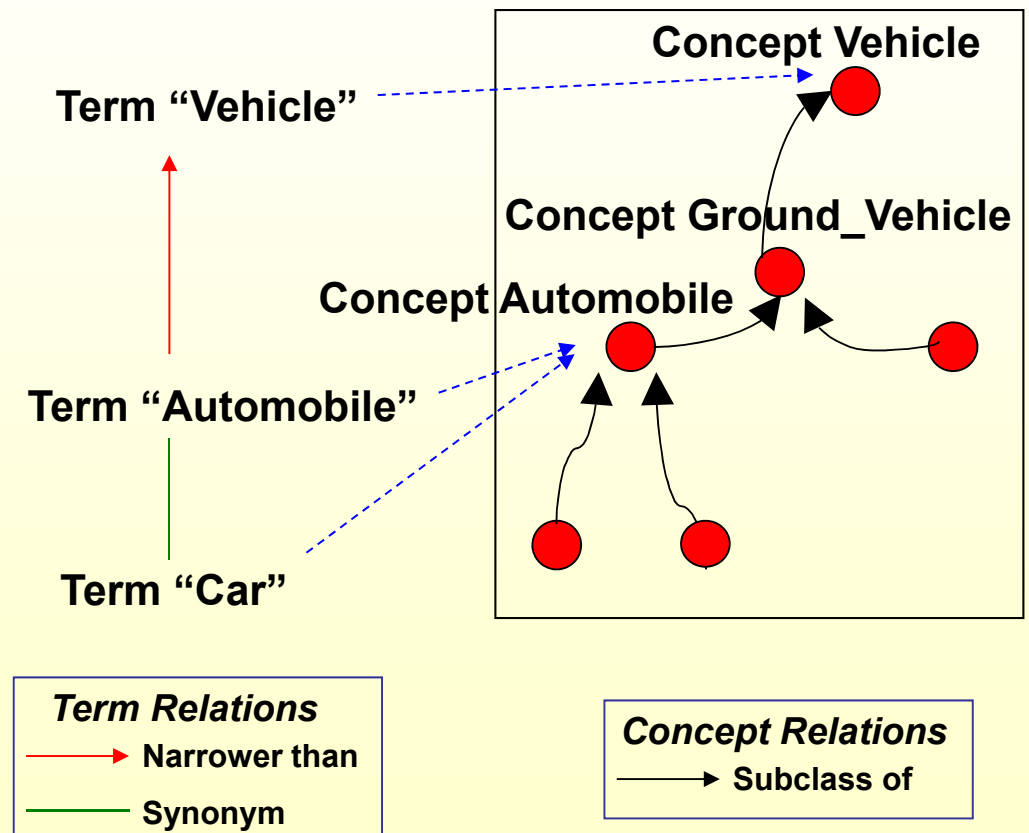 Concept Vehicle
Term “Vehicle”
Concept Ground_Vehicle
Concept Automobile
Term “Automobile”
Term “Car”
Term Relations
Narrower than
Synonym
Concept Relations
Subclass of